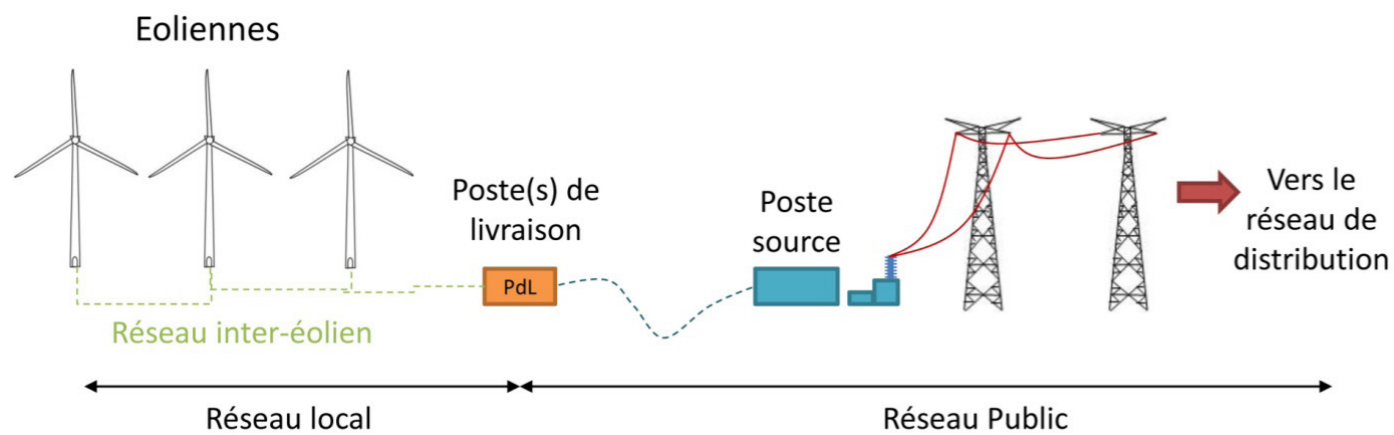 Eoliennes
Poste(s) de
livraison
PdL
Poste
source
Vers le
réseau de
distribution
Réseau inter-éolien
Réseau local
Réseau Public